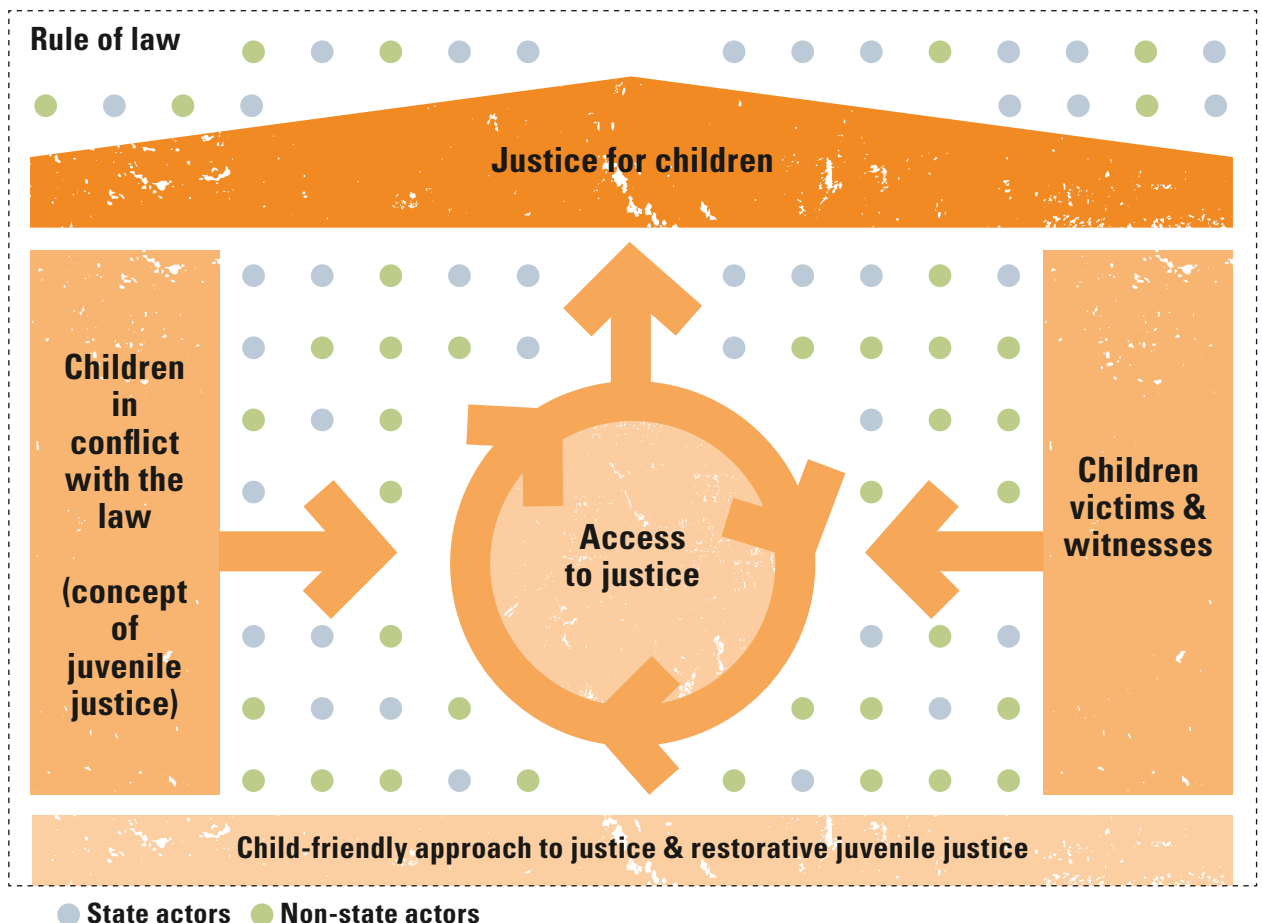 Rule of law
Justice for children
Children
in
conflict
with the
law
(concept
of
juvenile
justice)
Access
to justice
Children
victims &
witnesses
Child-friendly approach to justice & restorative juvenile justice
State actors
Non-state actors